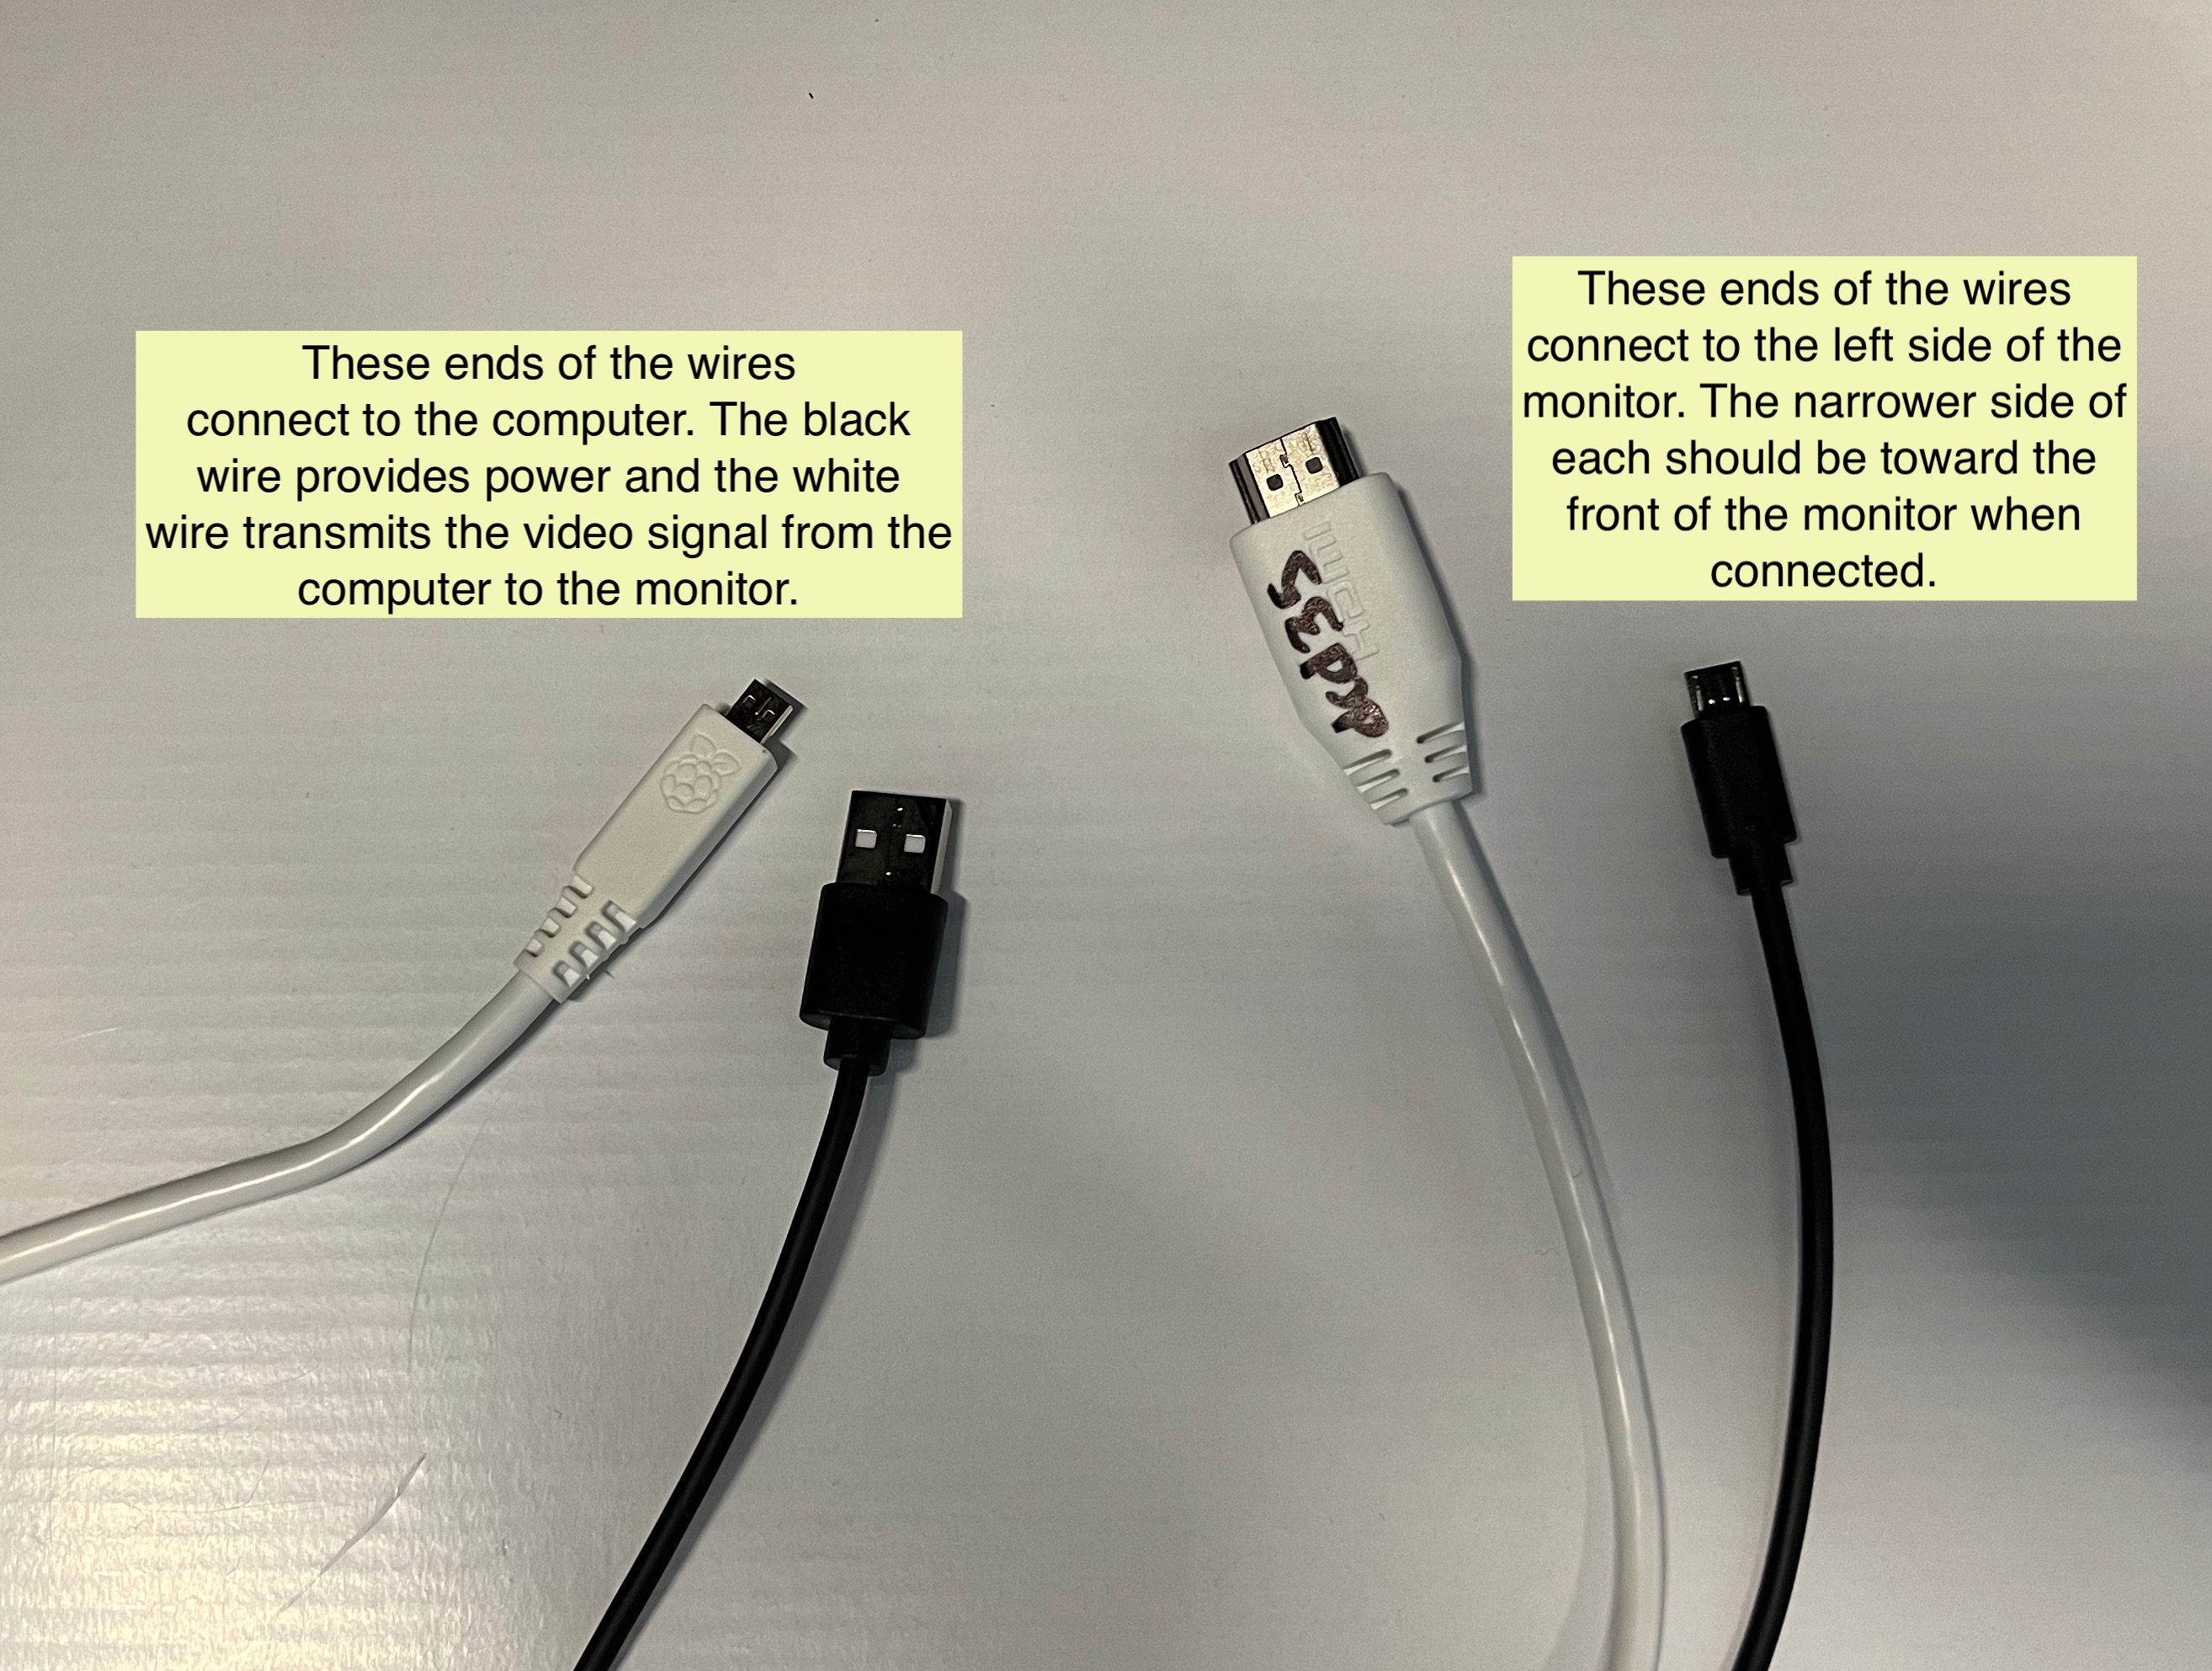 These ends of the wires
connect to the computer. The black
wire provides power and the white
wire transmits the video signal from the
computer to the monitor.
These ends of the wires
connect to the left side of the
monitor. The narrower side of
each should be toward the
front of the monitor when
connected.
HDMI
SEPM